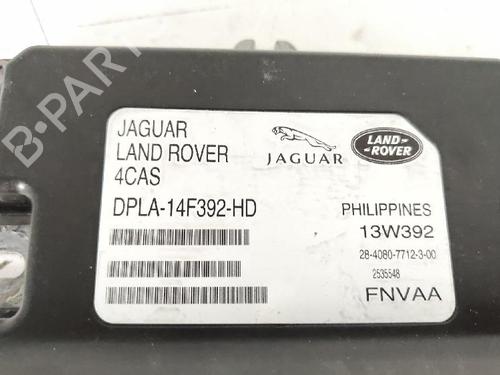 B-PARTS
JAGUAR
LAND ROVER
4CAS
DPLA-14F392-HD
JAGUAR
LAND
ROVER
PHILIPPINES
13W392
28-4080-7712-3-00
2535548
FNVAA